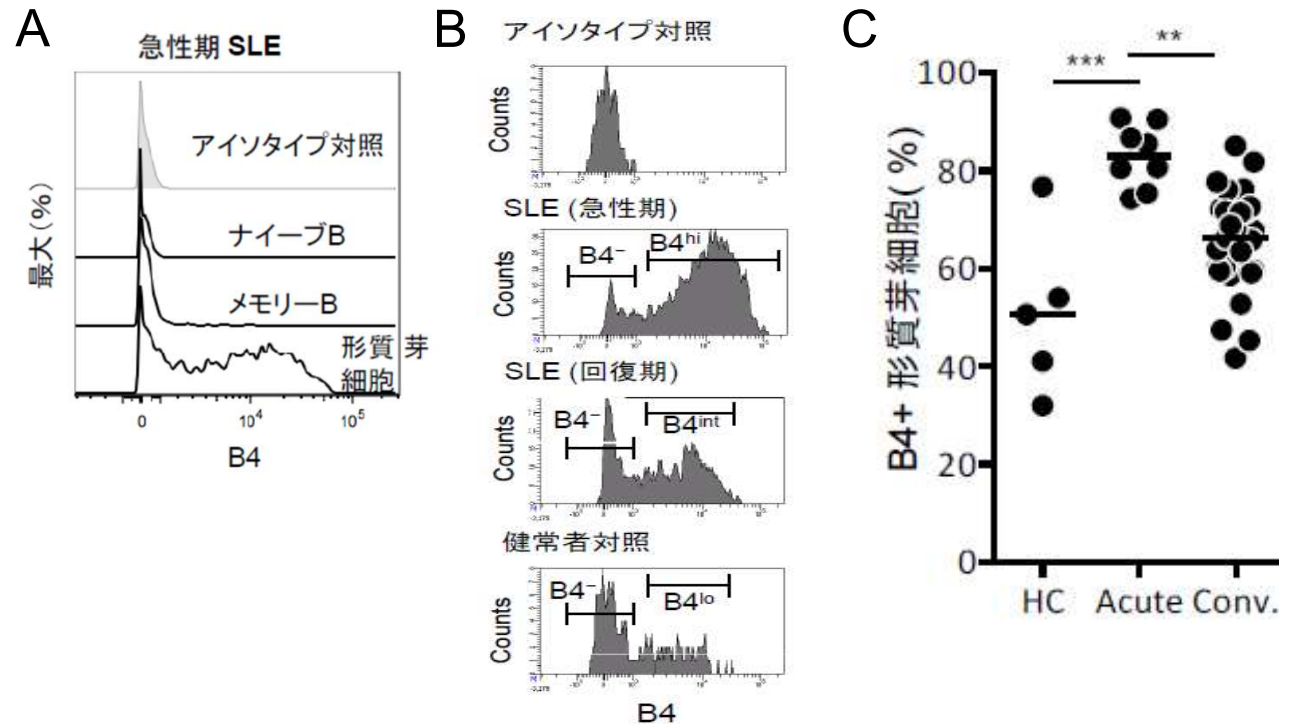 A
急性期 SLE
アイソタイプ対照
ナイーブB
メモリーB
形質 芽
細胞
最大(%)
0 10⁴ 10⁵
B4
B
アイソタイプ対照
Counts
SLE (急性期)
B4⁻ B4ʰⁱ
Counts
SLE (回復期)
B4⁻ B4ⁱⁿᵗ
Counts
健常者対照
B4⁻ B4ˡᵒ
Counts
B4
C
*** **
B4+ 形質芽細胞( %)
100
80
60
40
20
0
HC Acute Conv.